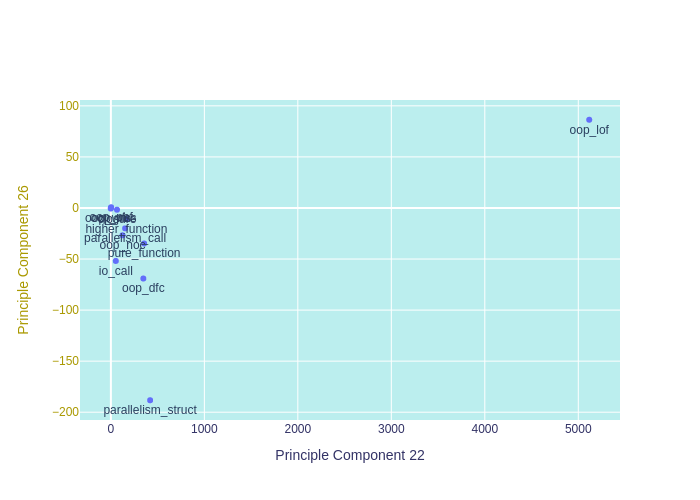 100
50
0
−50
−100
−150
−200
Principle Component 26
oop_lof
higher_function
parallelism_call
oop_noc
pure_function
io_call
oop_dfc
parallelism_struct
0
1000
2000
3000
4000
5000
Principle Component 22